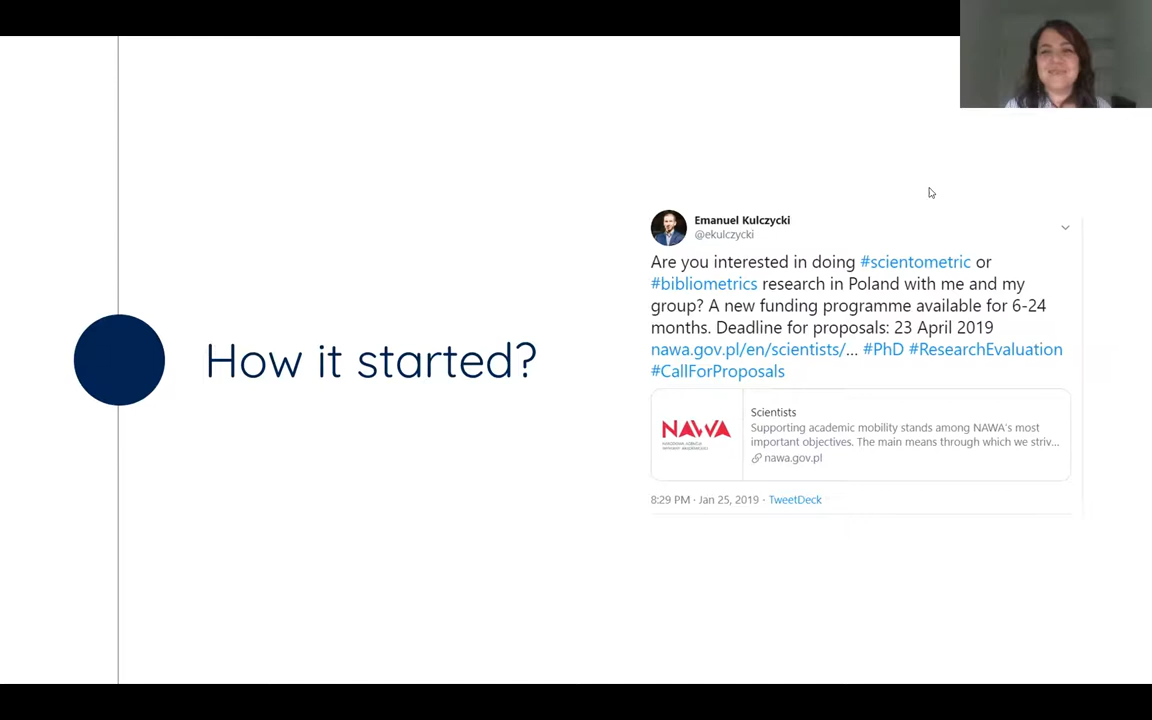 How it started?
Emanuel Kulczycki
@ekulczycki
Are you interested in doing #scientometric or
#bibliometrics research in Poland with me and my
group? A new funding programme available for 6-24
months. Deadline for proposals: 23 April 2019
nawa.gov.pl/en/scientists/... #PhD #ResearchEvaluation
#CallForProposals
NAWA
Scientists
Supporting academic mobility stands among NAWA's most
important objectives. The main means through which we striv...
nawa.gov.pl
8:29 PM · Jan 25, 2019 · TweetDeck